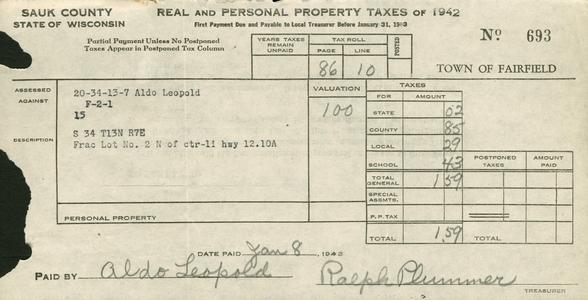 SAUK COUNTY
STATE OF WISCONSIN
REAL AND PERSONAL PROPERTY TAXES OF 1942
First Payment Due and Payable to Local Treasurer Before January 31, 1943
No 693
Partial Payment Unless No Postponed
Taxes Appear in Postponed Tax Column
YEARS TAXES REMAIN UNPAID
TAX ROLL
PAGE LINE
POSTED
86 10
TOWN OF FAIRFIELD
ASSESSED AGAINST
20-34-13-7 Aldo Leopold
F-2-1
15
DESCRIPTION
S 34 T13N R7E
Frac Lot No. 2 N of ctr-li hwy 12.10A
PERSONAL PROPERTY
VALUATION
100
TAXES
FOR AMOUNT
STATE 02
COUNTY 85
LOCAL 29
SCHOOL 43
POSTPONED TAXES AMOUNT PAID
TOTAL GENERAL 1 59
SPECIAL ASSMTS.
P. P. TAX
TOTAL 1 59 TOTAL
DATE PAID Jan 8, 1943
PAID BY Aldo Leopold Ralph Plummer
TREASURER